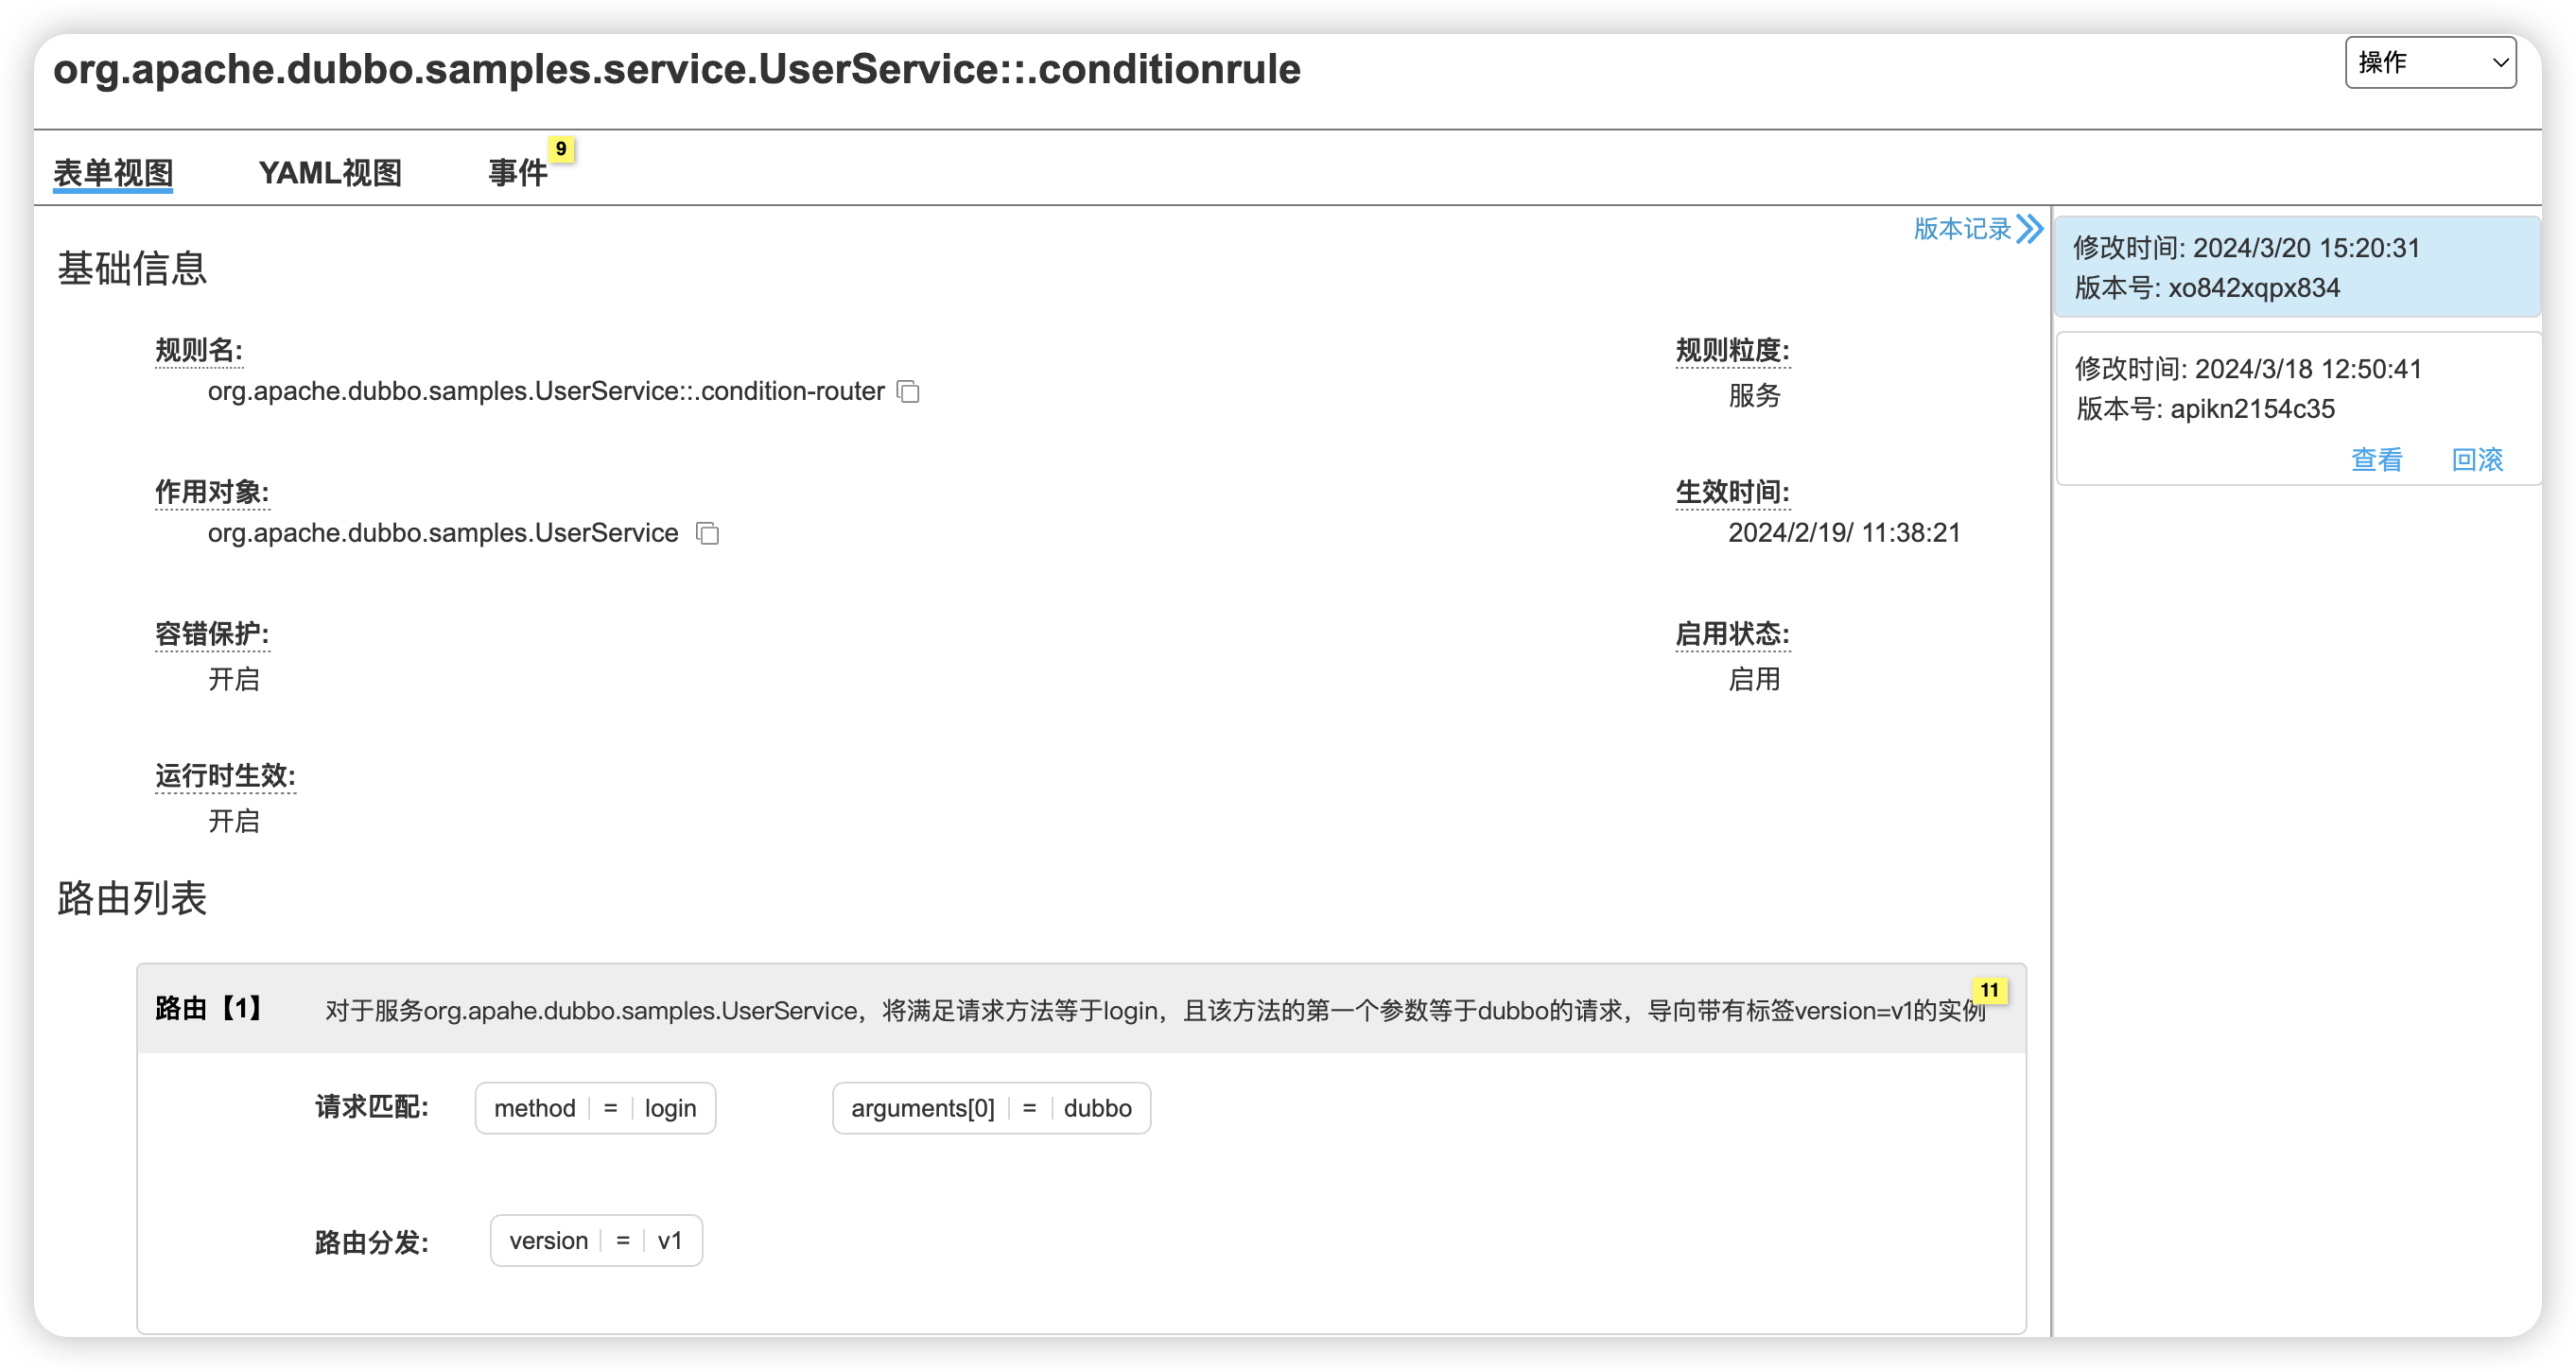 org.apache.dubbo.samples.service.UserService::.conditionrule
操作
表单视图
YAML视图
事件
9
版本记录
基础信息
规则名:
org.apache.dubbo.samples.UserService::.condition-router
规则粒度:
服务
作用对象:
org.apache.dubbo.samples.UserService
生效时间:
2024/2/19/ 11:38:21
容错保护:
开启
启用状态:
启用
运行时生效:
开启
路由列表
路由【1】
对于服务org.apahe.dubbo.samples.UserService，将满足请求方法等于login，且该方法的第一个参数等于dubbo的请求，导向带有标签version=v1的实例
11
请求匹配:
method = login
arguments[0] = dubbo
路由分发:
version = v1
修改时间: 2024/3/20 15:20:31
版本号: xo842xqpx834
修改时间: 2024/3/18 12:50:41
版本号: apikn2154c35
查看
回滚